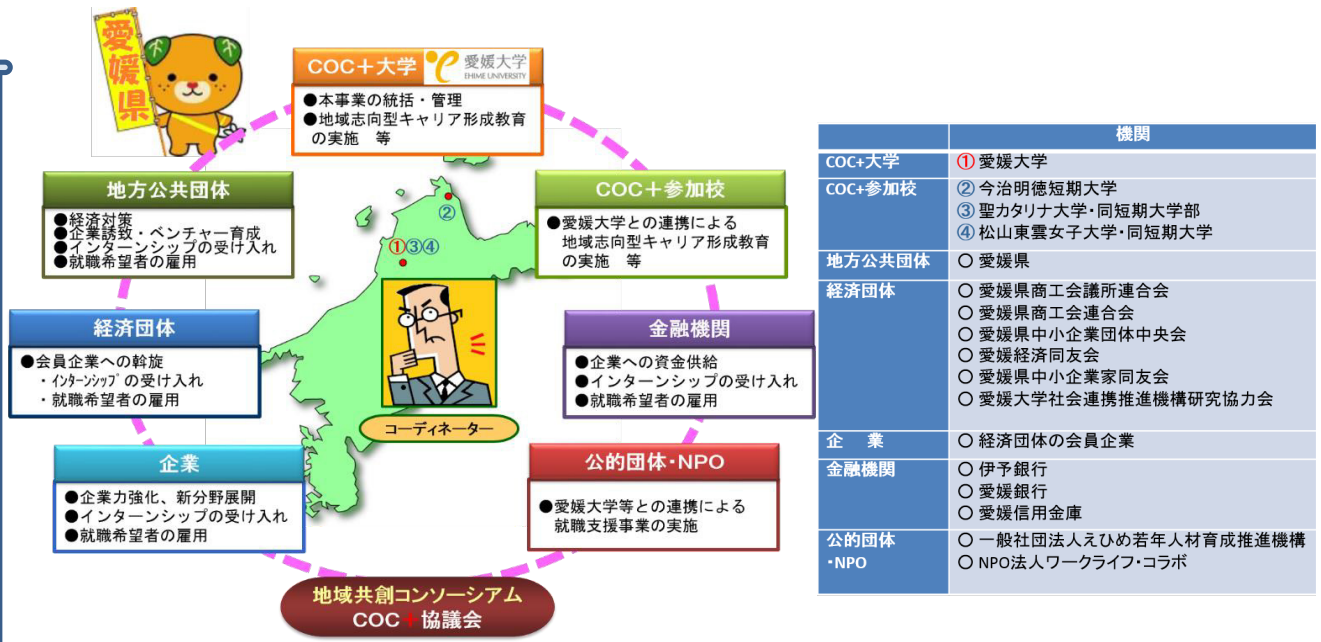 愛媛県
COC+大学
愛媛大学
EHIME UNIVERSITY
●本事業の統括・管理
●地域志向型キャリア形成教育
の実施 等
地方公共団体
●経済対策
●企業誘致・ベンチャー育成
●インターンシップの受け入れ
●就職希望者の雇用
COC+参加校
●愛媛大学との連携による
地域志向型キャリア形成教育
の実施 等
②
①③④
経済団体
●会員企業への斡旋
・インターンシップの受け入れ
・就職希望者の雇用
金融機関
●企業への資金供給
●インターンシップの受け入れ
●就職希望者の雇用
コーディネーター
企業
●企業力強化、新分野展開
●インターンシップの受け入れ
●就職希望者の雇用
公的団体・NPO
●愛媛大学等との連携による
就職支援事業の実施
地域共創コンソーシアム
COC+協議会
機関
COC+大学 ①愛媛大学
COC+参加校 ②今治明徳短期大学
③聖カタリナ大学・同短期大学部
④松山東雲女子大学・同短期大学
地方公共団体 ○ 愛媛県
経済団体 ○ 愛媛県商工会議所連合会
○ 愛媛県商工会連合会
○ 愛媛県中小企業団体中央会
○ 愛媛経済同友会
○ 愛媛県中小企業家同友会
○ 愛媛大学社会連携推進機構研究協力会
企 業 ○ 経済団体の会員企業
金融機関 ○ 伊予銀行
○ 愛媛銀行
○ 愛媛信用金庫
公的団体 ○ 一般社団法人えひめ若年人材育成推進機構
・NPO ○ NPO法人ワークライフ・コラボ